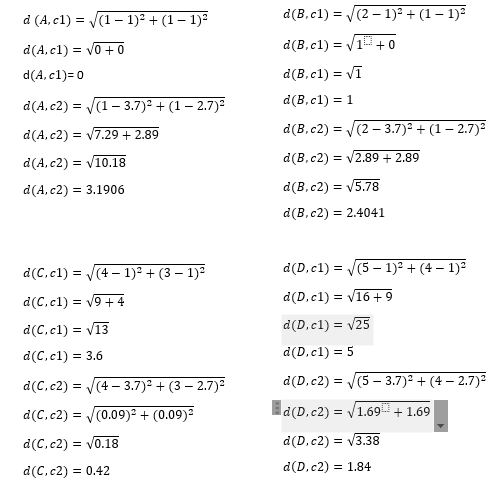 d (A,c1) = √((1 − 1)² + (1 − 1)²)
d(A,c1) = √(0 + 0)
d(A,c1)= 0
d(A,c2) = √((1 − 3.7)² + (1 − 2.7)²)
d(A,c2) = √(7.29 + 2.89)
d(A,c2) = √10.18
d(A,c2) = 3.1906
d(B,c1) = √((2 − 1)² + (1 − 1)²)
d(B,c1) = √(1⬚ + 0)
d(B,c1) = √1
d(B,c1) = 1
d(B,c2) = √((2 − 3.7)² + (1 − 2.7)²)
d(B,c2) = √(2.89 + 2.89)
d(B,c2) = √5.78
d(B,c2) = 2.4041
d(C,c1) = √((4 − 1)² + (3 − 1)²)
d(C,c1) = √(9 + 4)
d(C,c1) = √13
d(C,c1) = 3.6
d(C,c2) = √((4 − 3.7)² + (3 − 2.7)²)
d(C,c2) = √((0.09)² + (0.09)²)
d(C,c2) = √0.18
d(C,c2) = 0.42
d(D,c1) = √((5 − 1)² + (4 − 1)²)
d(D,c1) = √(16 + 9)
d(D,c1) = √25
d(D,c1) = 5
d(D,c2) = √((5 − 3.7)² + (4 − 2.7)²)
d(D,c2) = √(1.69⬚ + 1.69)
d(D,c2) = √3.38
d(D,c2) = 1.84